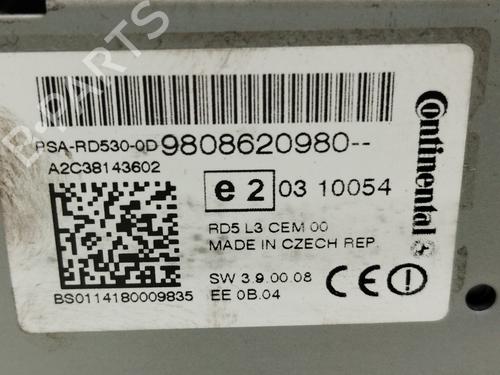 PSA-RD530-0D 9808620980--
A2C38143602
e2 03 10054
RD5 L3 CEM 00
MADE IN CZECH REP.
SW 3.9.00.08
EE 0B.04
BS0114180009835
Continental
B-PARTS